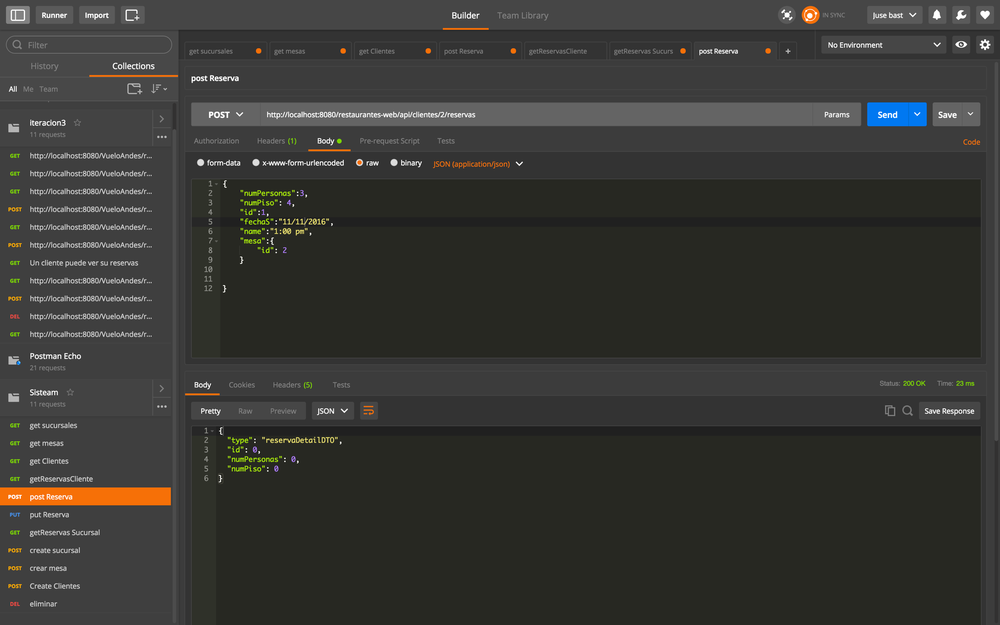 Runner
Import
Builder
Team Library
IN SYNC
Juse bast
Filter
History
Collections
All Me Team
iteracion3
11 requests
GET http://localhost:8080/VueloAndes/r...
GET http://localhost:8080/VueloAndes/r...
GET http://localhost:8080/VueloAndes/r...
POST http://localhost:8080/VueloAndes/r...
GET http://localhost:8080/VueloAndes/r...
POST http://localhost:8080/VueloAndes/r...
GET Un cliente puede ver su reservas
GET http://localhost:8080/VueloAndes/r...
POST http://localhost:8080/VueloAndes/r...
DEL http://localhost:8080/VueloAndes/r...
GET http://localhost:8080/VueloAndes/r...
Postman Echo
21 requests
Sisteam
11 requests
GET get sucursales
GET get mesas
GET get Clientes
GET getReservasCliente
POST post Reserva
PUT put Reserva
GET getReservas Sucursal
POST create sucursal
POST crear mesa
POST Create Clientes
DEL eliminar
get sucursales
get mesas
get Clientes
post Reserva
getReservasCliente
getReservas Sucurs
post Reserva
+
No Environment
post Reserva
POST
http://localhost:8080/restaurantes-web/api/clientes/2/reservas
Params
Send
Save
Authorization
Headers (1)
Body
Pre-request Script
Tests
Code
form-data
x-www-form-urlencoded
raw
binary
JSON (application/json)
1 {
2 "numPersonas":3,
3 "numPiso": 4,
4 "id":1,
5 "fechaS":"11/11/2016",
6 "name":"1:00 pm",
7 "mesa":{
8 "id": 2
9 }
10
11
12 }
Body
Cookies
Headers (5)
Tests
Status: 200 OK
Time: 23 ms
Pretty
Raw
Preview
JSON
Save Response
1 {
2 "type": "reservaDetailDTO",
3 "id": 0,
4 "numPersonas": 0,
5 "numPiso": 0
6 }